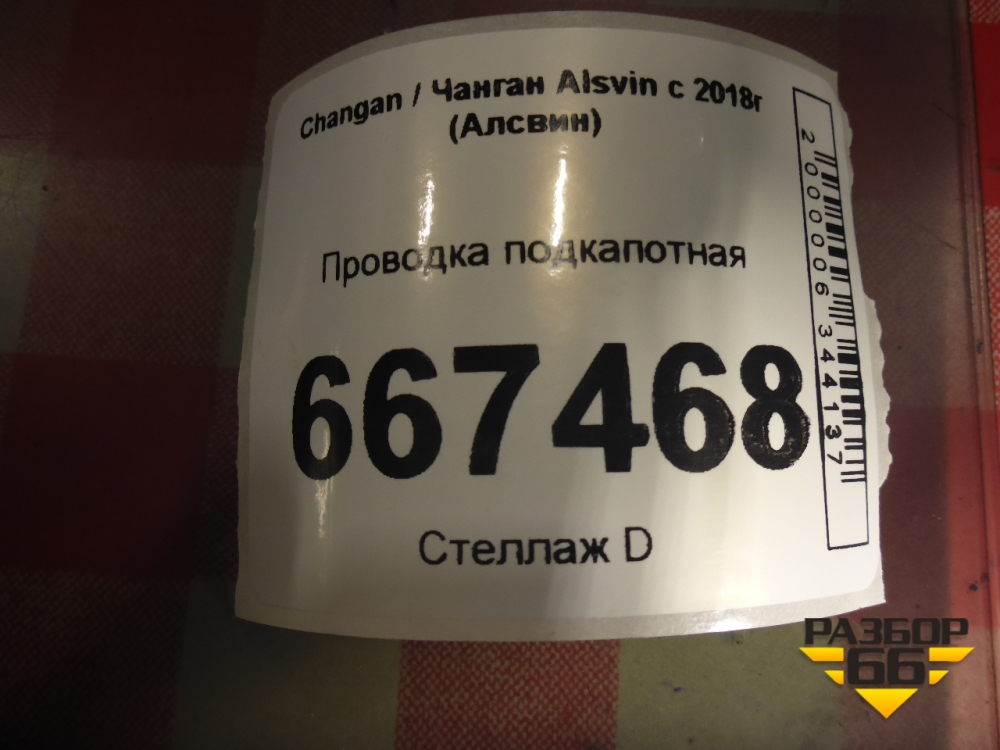 Changan / Чанган Alsvin с 2018г
(Алсвин)
Проводка подкапотная
667468
Стеллаж D
2000006344137
РАЗБОР
66